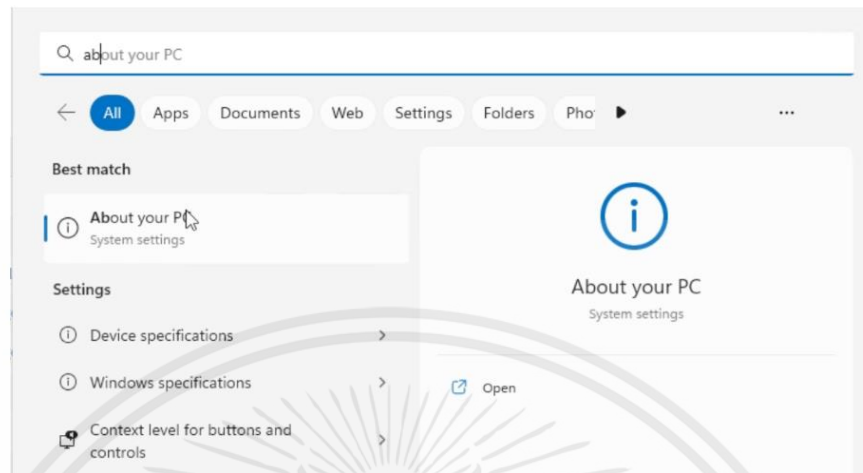 about your PC
All Apps Documents Web Settings Folders Pho ...
Best match
About your PC
System settings
Settings
Device specifications
Windows specifications
Context level for buttons and
controls
About your PC
System settings
Open